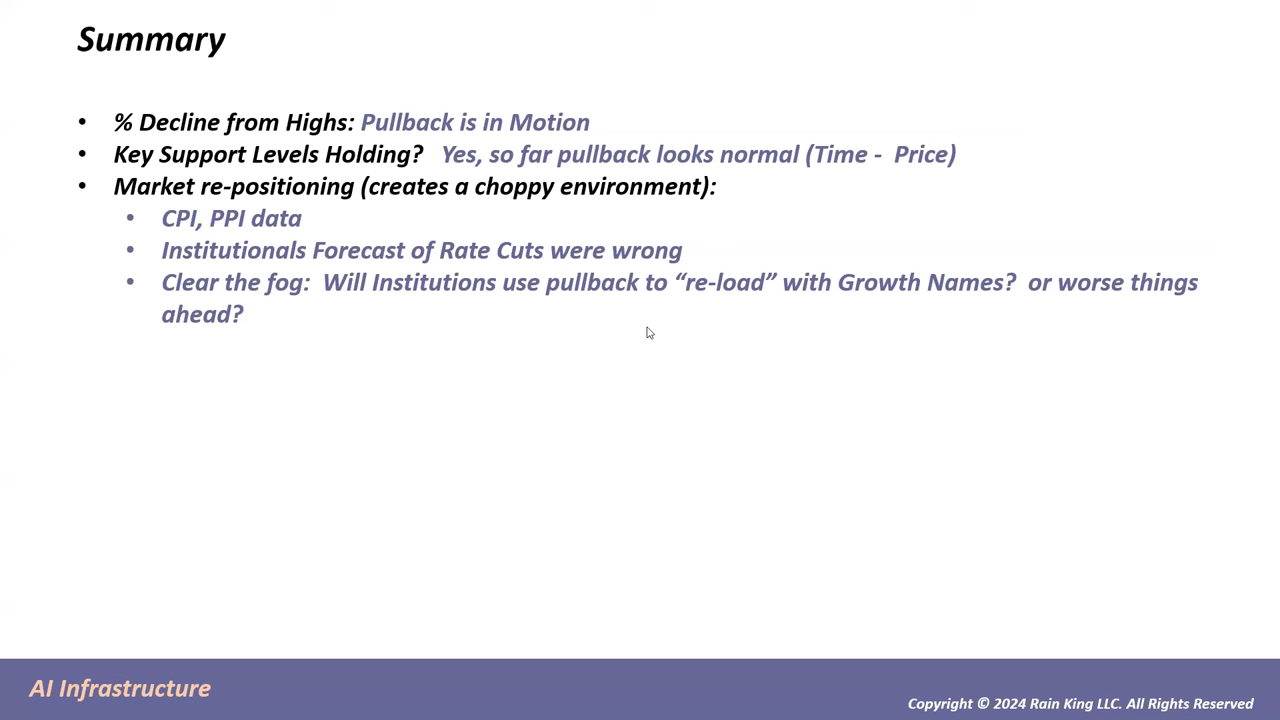 Summary
• % Decline from Highs: Pullback is in Motion
• Key Support Levels Holding? Yes, so far pullback looks normal (Time - Price)
• Market re-positioning (creates a choppy environment):
• CPI, PPI data
• Institutionals Forecast of Rate Cuts were wrong
• Clear the fog: Will Institutions use pullback to “re-load” with Growth Names? or worse things
ahead?
AI Infrastructure
Copyright © 2024 Rain King LLC. All Rights Reserved